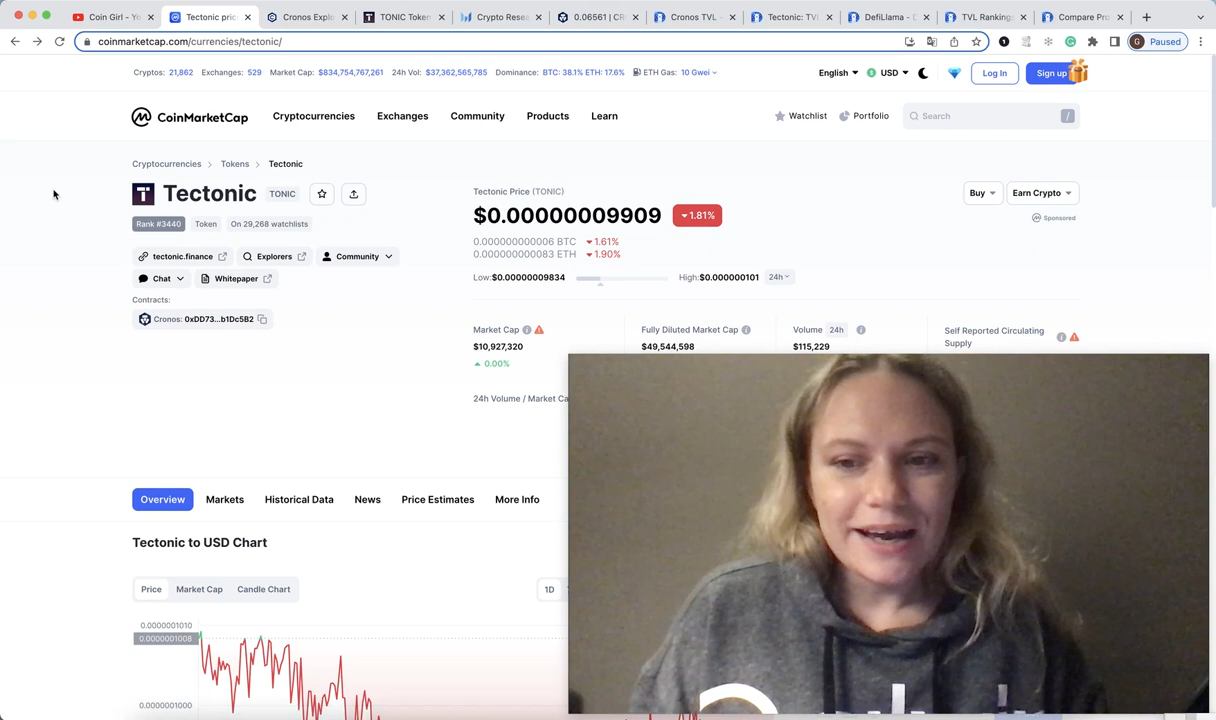 Coin Girl - Yo
Tectonic pric
Cronos Explo
TONIC Token
Crypto Resea
0.06561 | CR
Cronos TVL -
Tectonic: TV
DefiLlama - D
TVL Rankings
Compare Pro
coinmarketcap.com/currencies/tectonic/
G Paused
Cryptos: 21,862 Exchanges: 529 Market Cap: $834,754,767,261 24h Vol: $37,362,565,785 Dominance: BTC: 38.1% ETH: 17.6% ETH Gas: 10 Gwei
English USD Log In Sign up
CoinMarketCap Cryptocurrencies Exchanges Community Products Learn Watchlist Portfolio Search /
Cryptocurrencies > Tokens > Tectonic
Tectonic TONIC
Rank #3440 Token On 29,268 watchlists
tectonic.finance Explorers Community
Chat Whitepaper
Contracts:
Cronos: 0xDD73...b1Dc5B2
Tectonic Price (TONIC)
$0.00000009909 1.81%
0.000000000006 BTC 1.61%
0.000000000083 ETH 1.90%
Low:$0.00000009834 High:$0.000000101 24h
Buy Earn Crypto
Sponsored
Market Cap
$10,927,320
0.00%
Fully Diluted Market Cap
$49,544,598
Volume 24h
$115,229
Self Reported Circulating
Supply
24h Volume / Market Ca
Overview Markets Historical Data News Price Estimates More Info
Tectonic to USD Chart
Price Market Cap Candle Chart
1D
0.0000001010
0.0000001008
0.0000001000